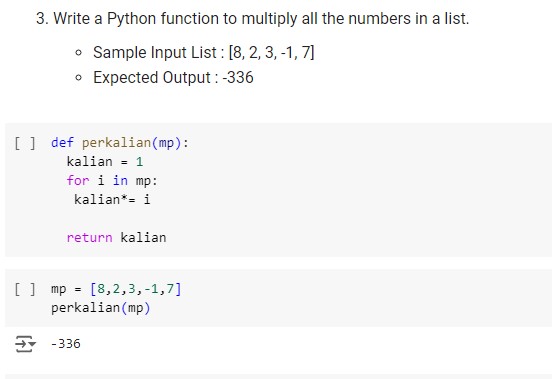 3. Write a Python function to multiply all the numbers in a list.
◦ Sample Input List : [8, 2, 3, -1, 7]
◦ Expected Output : -336
[ ] def perkalian(mp):
kalian = 1
for i in mp:
kalian*= i
return kalian
[ ] mp = [8,2,3,-1,7]
perkalian(mp)
-336